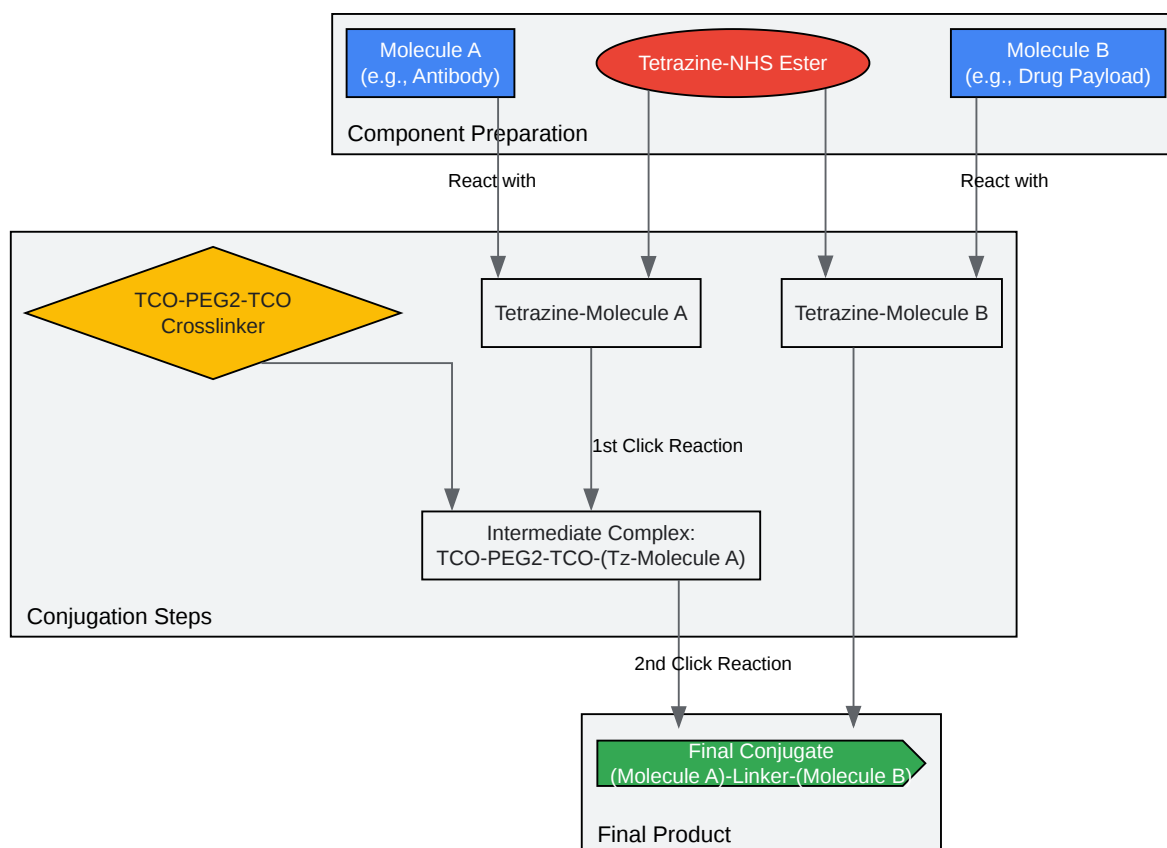 Molecule A
(e.g., Antibody)
Tetrazine-NHS Ester
Molecule B
(e.g., Drug Payload)
Component Preparation
React with
React with
TCO-PEG2-TCO
Crosslinker
Tetrazine-Molecule A
Tetrazine-Molecule B
1st Click Reaction
Intermediate Complex:
TCO-PEG2-TCO-(Tz-Molecule A)
Conjugation Steps
2nd Click Reaction
Final Conjugate
(Molecule A)-Linker-(Molecule B)
Final Product